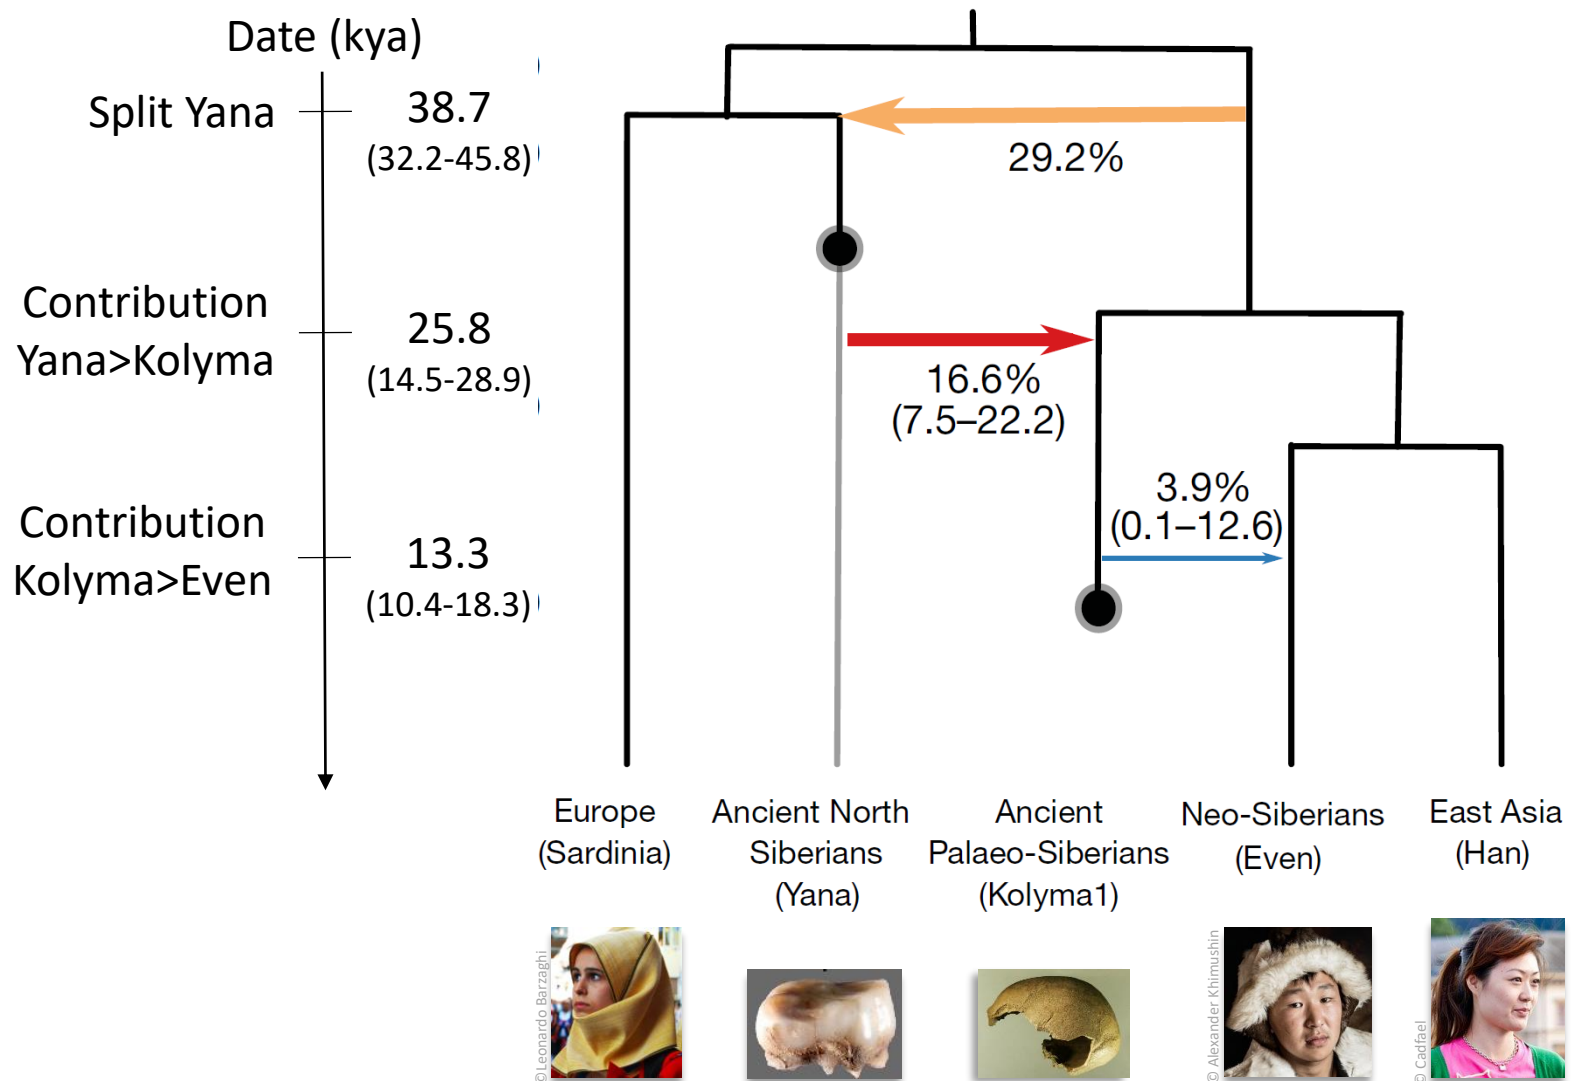 Date (kya)
Split Yana
38.7
(32.2-45.8)
29.2%
Contribution
Yana>Kolyma
25.8
(14.5-28.9)
16.6%
(7.5–22.2)
Contribution
Kolyma>Even
13.3
(10.4-18.3)
3.9%
(0.1–12.6)
Europe
(Sardinia)
Ancient North
Siberians
(Yana)
Ancient
Palaeo-Siberians
(Kolyma1)
Neo-Siberians
(Even)
East Asia
(Han)
©Leonardo Barzaghi
© Alexander Khimushin
© Cadfael